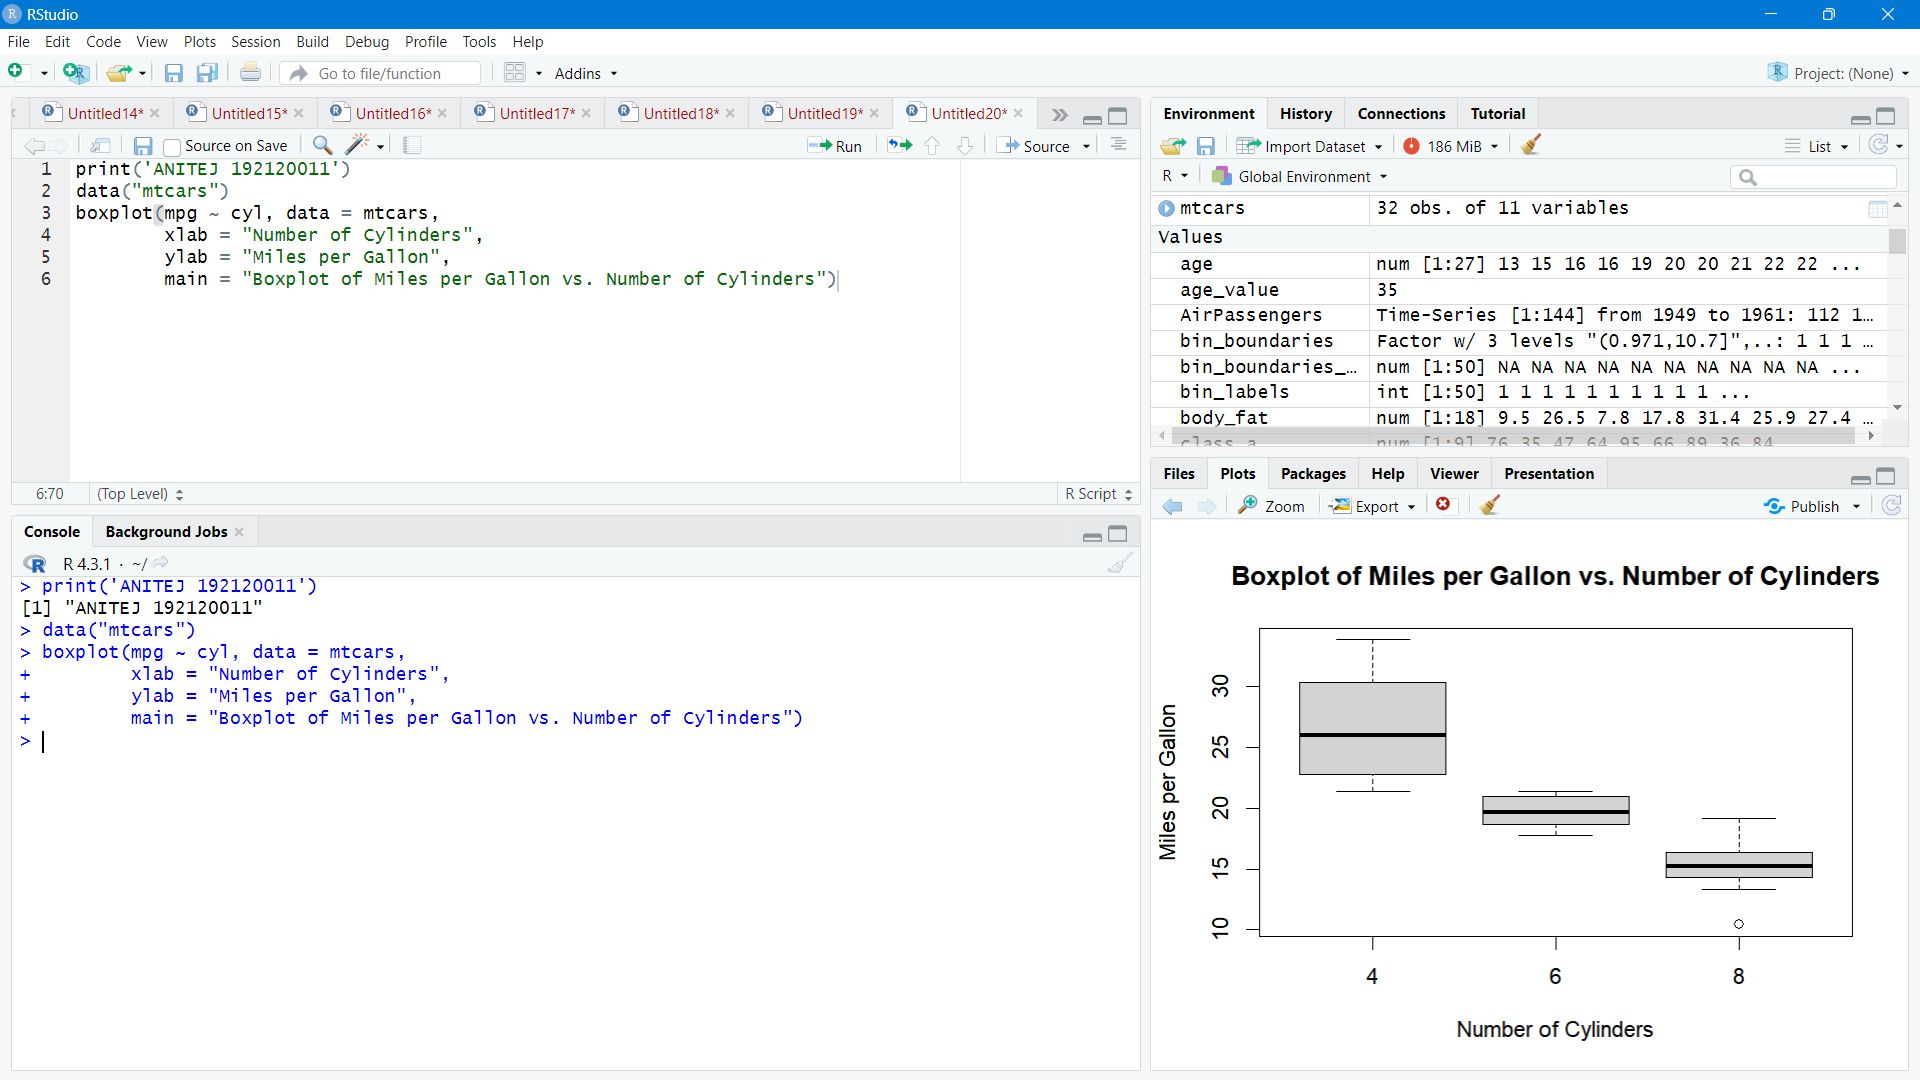 RStudio
File Edit Code View Plots Session Build Debug Profile Tools Help
Go to file/function Addins Project: (None)
Untitled14* Untitled15* Untitled16* Untitled17* Untitled18* Untitled19* Untitled20*
Source on Save Run Source
1 print('ANITEJ 192120011')
2 data("mtcars")
3 boxplot(mpg ~ cyl, data = mtcars,
4 xlab = "Number of Cylinders",
5 ylab = "Miles per Gallon",
6 main = "Boxplot of Miles per Gallon vs. Number of Cylinders")
6:70 (Top Level) R Script
Console Background Jobs
R 4.3.1 · ~/
> print('ANITEJ 192120011')
[1] "ANITEJ 192120011"
> data("mtcars")
> boxplot(mpg ~ cyl, data = mtcars,
+ xlab = "Number of Cylinders",
+ ylab = "Miles per Gallon",
+ main = "Boxplot of Miles per Gallon vs. Number of Cylinders")
>
Environment History Connections Tutorial
Import Dataset 186 MiB List
R Global Environment
mtcars 32 obs. of 11 variables
Values
age num [1:27] 13 15 16 16 19 20 20 21 22 22 ...
age_value 35
AirPassengers Time-Series [1:144] from 1949 to 1961: 112 1…
bin_boundaries Factor w/ 3 levels "(0.971,10.7]",..: 1 1 1 …
bin_boundaries_… num [1:50] NA NA NA NA NA NA NA NA NA NA ...
bin_labels int [1:50] 1 1 1 1 1 1 1 1 1 1 ...
body_fat num [1:18] 9.5 26.5 7.8 17.8 31.4 25.9 27.4 …
class_a num [1:9] 76 35 47 64 95 66 89 36 84
Files Plots Packages Help Viewer Presentation
Zoom Export Publish
Boxplot of Miles per Gallon vs. Number of Cylinders
Miles per Gallon
30
25
20
15
10
4 6 8
Number of Cylinders